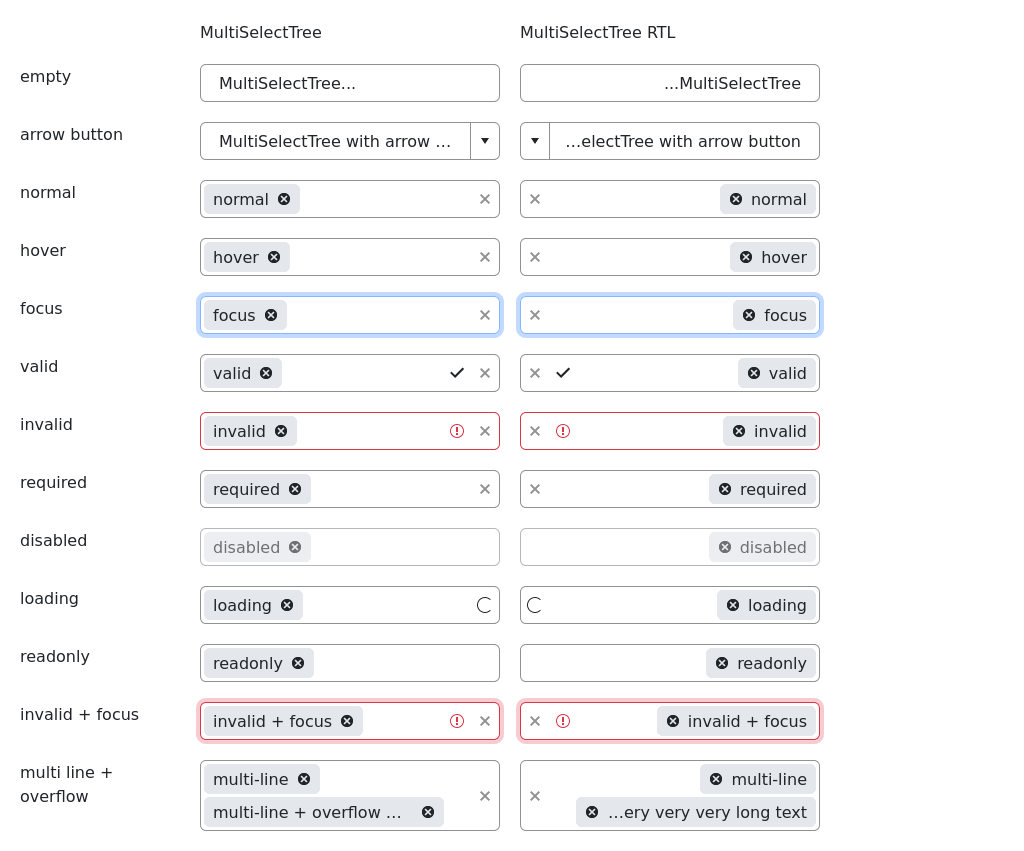 MultiSelectTree MultiSelectTree RTL
empty MultiSelectTree... ...MultiSelectTree
arrow button MultiSelectTree with arrow ... ...electTree with arrow button
normal normal normal
hover hover hover
focus focus focus
valid valid valid
invalid invalid invalid
required required required
disabled disabled disabled
loading loading loading
readonly readonly readonly
invalid + focus invalid + focus invalid + focus
multi line + multi-line multi-line
overflow multi-line + overflow ... ...ery very very long text